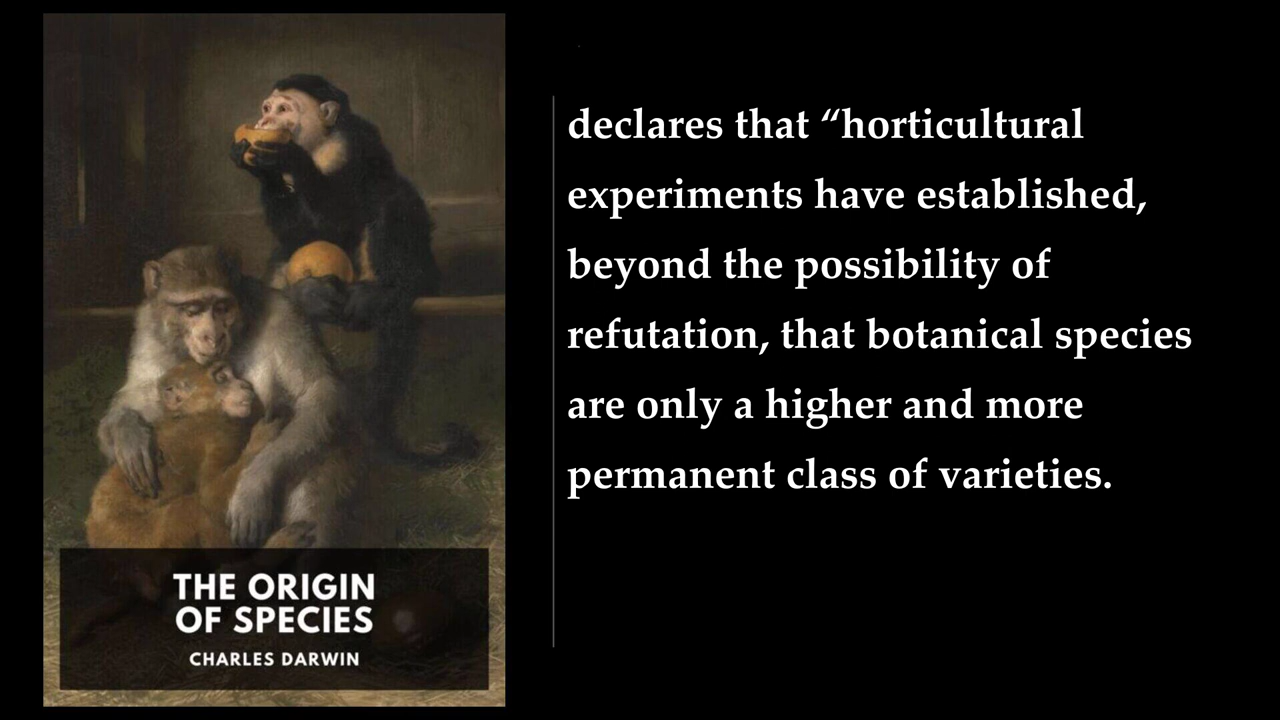 declares that “horticultural
experiments have established,
beyond the possibility of
refutation, that botanical species
are only a higher and more
permanent class of varieties.
THE ORIGIN
OF SPECIES
CHARLES DARWIN